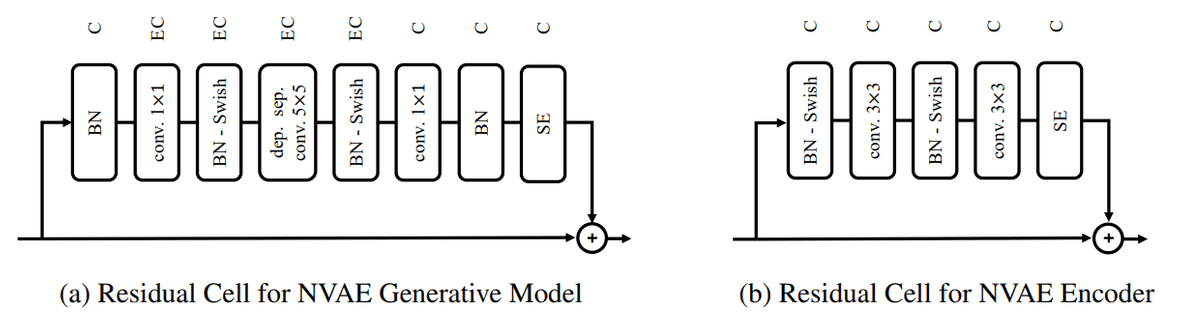 C EC EC EC EC C C C
BN
conv. 1×1
BN - Swish
dep. sep.
conv. 5×5
BN - Swish
conv. 1×1
BN
SE
+
(a) Residual Cell for NVAE Generative Model
C C C C C
BN - Swish
conv. 3×3
BN - Swish
conv. 3×3
SE
+
(b) Residual Cell for NVAE Encoder